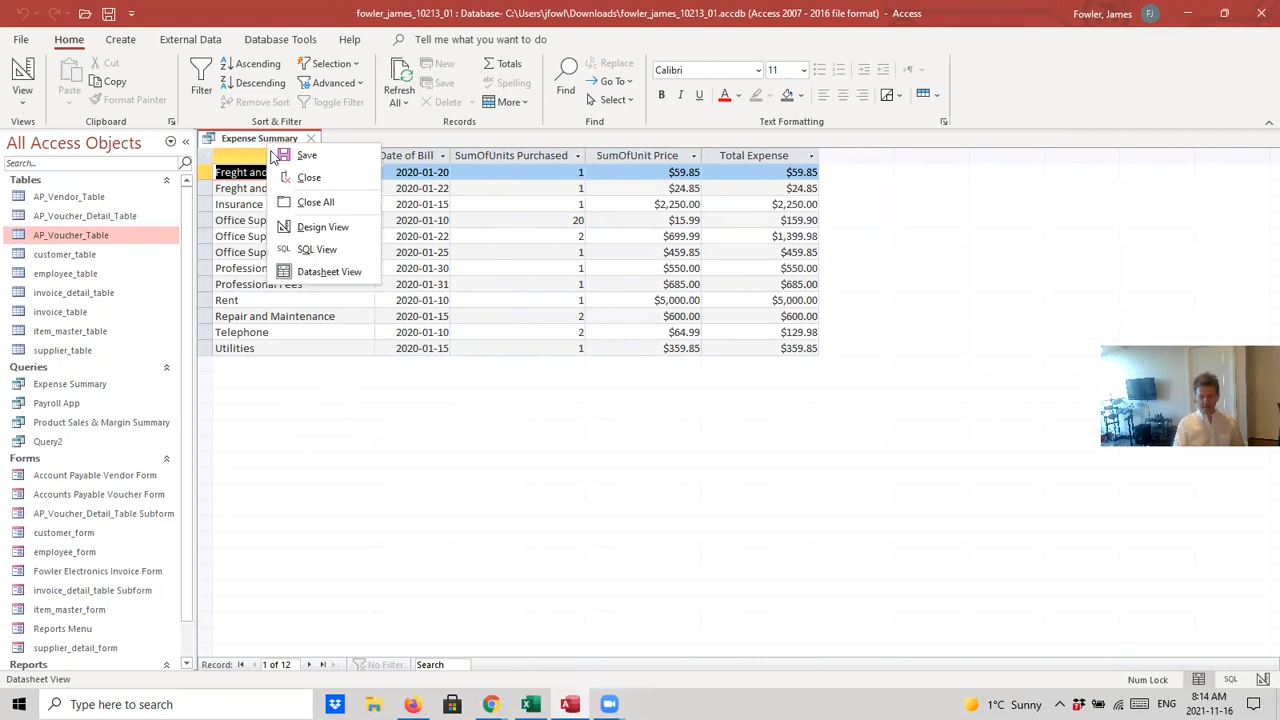 fowler_james_10213_01 : Database- C:\Users\jfowl\Downloads\fowler_james_10213_01.accdb (Access 2007 - 2016 file format) - Access
Fowler, James
FJ
File Home Create External Data Database Tools Help Tell me what you want to do
View
Views
Paste
Cut
Copy
Format Painter
Clipboard
Filter
Ascending
Descending
Remove Sort
Selection
Advanced
Toggle Filter
Sort & Filter
Refresh
All
New
Save
Delete
Totals
Spelling
More
Records
Find
Replace
Go To
Select
Find
Calibri
11
B I U A
Text Formatting
All Access Objects
Search...
Tables
AP_Vendor_Table
AP_Voucher_Detail_Table
AP_Voucher_Table
customer_table
employee_table
invoice_detail_table
invoice_table
item_master_table
supplier_table
Queries
Expense Summary
Payroll App
Product Sales & Margin Summary
Query2
Forms
Account Payable Vendor Form
Accounts Payable Voucher Form
AP_Voucher_Detail_Table Subform
customer_form
employee_form
Fowler Electronics Invoice Form
invoice_detail_table Subform
item_master_form
Reports Menu
supplier_detail_form
Reports
Expense Summary
Save
Close
Close All
Design View
SQL SQL View
Datasheet View
Date of Bill SumOfUnits Purchased SumOfUnit Price Total Expense
Freght and 2020-01-20 1 $59.85 $59.85
Freght and 2020-01-22 1 $24.85 $24.85
Insurance 2020-01-15 1 $2,250.00 $2,250.00
Office Sup 2020-01-10 20 $15.99 $159.90
Office Sup 2020-01-22 2 $699.99 $1,399.98
Office Sup 2020-01-25 1 $459.85 $459.85
Profession 2020-01-30 1 $550.00 $550.00
Professional Fees 2020-01-31 1 $685.00 $685.00
Rent 2020-01-10 1 $5,000.00 $5,000.00
Repair and Maintenance 2020-01-15 2 $600.00 $600.00
Telephone 2020-01-10 2 $64.99 $129.98
Utilities 2020-01-15 1 $359.85 $359.85
Record: 1 of 12 No Filter Search
Datasheet View
Num Lock
SQL
Type here to search
1°C Sunny
ENG
8:14 AM
2021-11-16